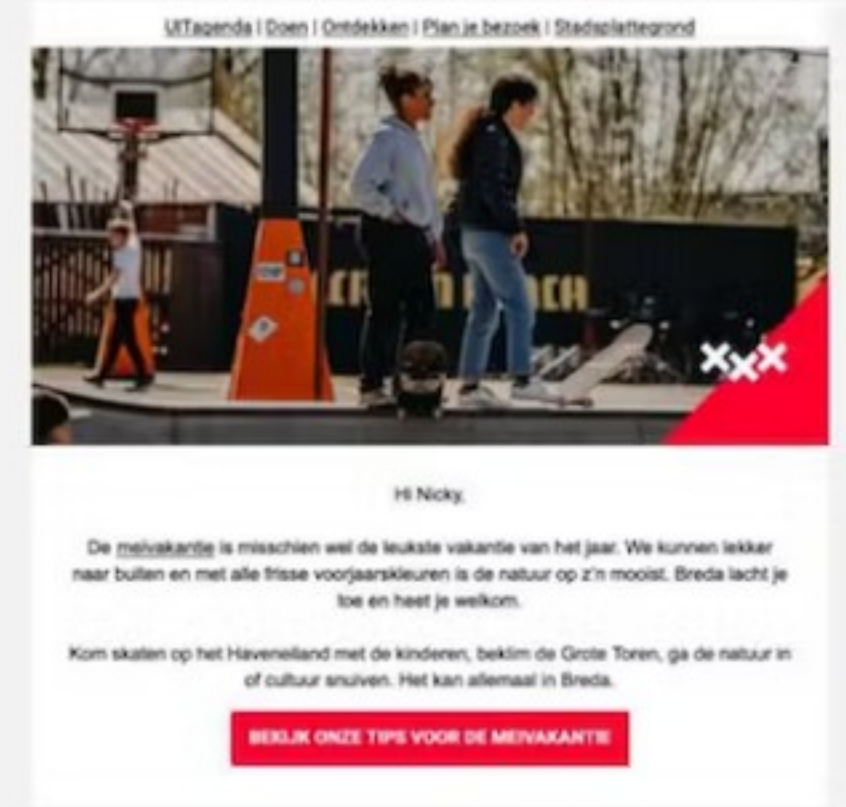 UITagenda | Doen | Ontdekken | Plan je bezoek | Stadsplattegrond
Hi Nicky,
De meivakantie is misschien wel de leukste vakantie van het jaar. We kunnen lekker
naar buiten en met alle frisse voorjaarskleuren is de natuur op z'n mooist. Breda lacht je
toe en heet je welkom.
Kom skaten op het Haveneiland met de kinderen, beklim de Grote Toren, ga de natuur in
of cultuur snuiven. Het kan allemaal in Breda.
BEKIJK ONZE TIPS VOOR DE MEIVAKANTIE